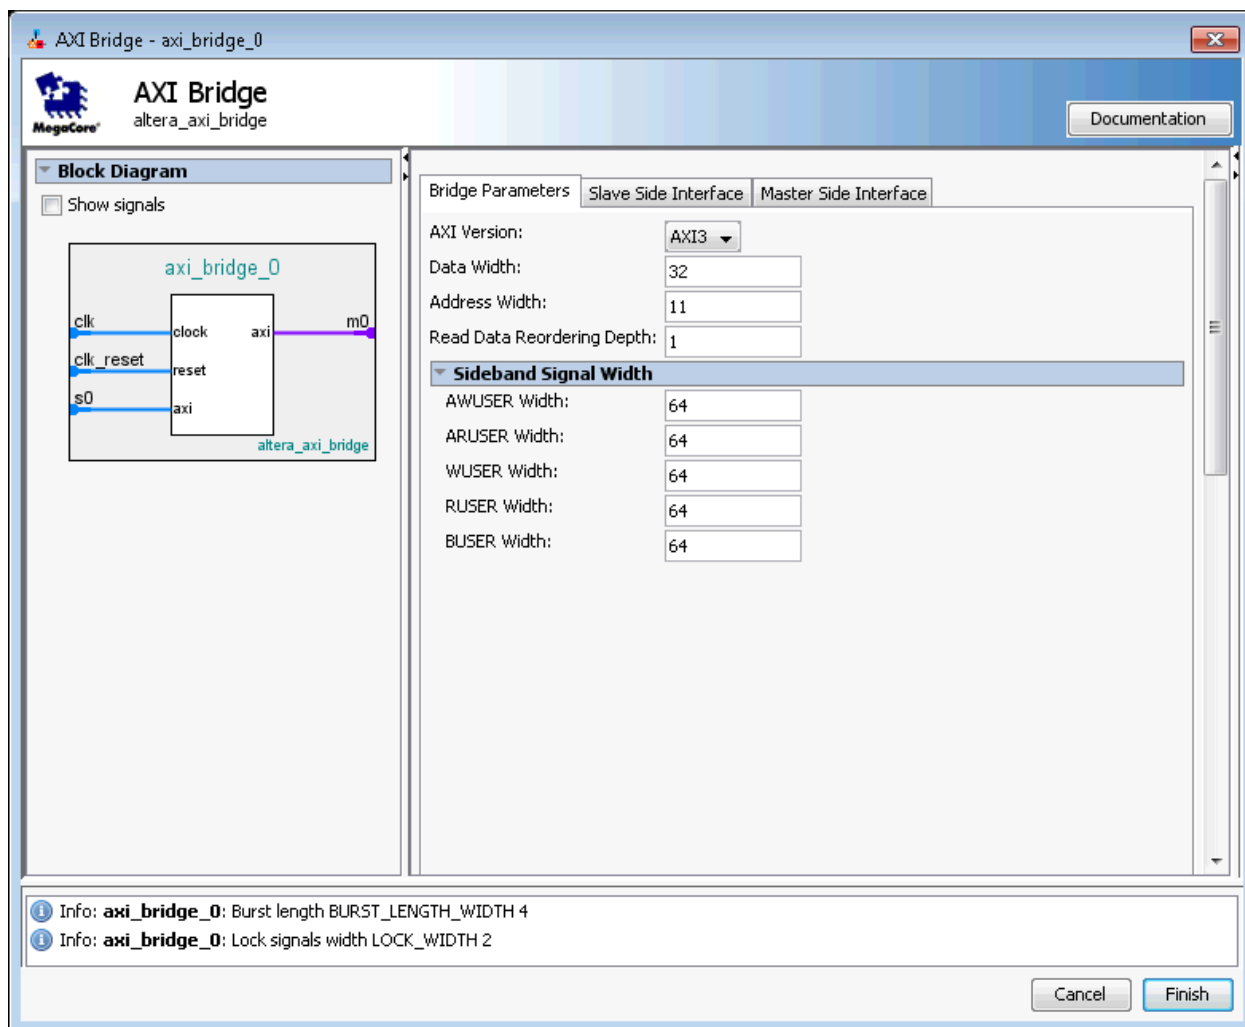 AXI Bridge - axi_bridge_0
MegaCore®
AXI Bridge
altera_axi_bridge
Documentation
Block Diagram
Show signals
axi_bridge_0
clk
clock
axi
m0
clk_reset
reset
s0
axi
altera_axi_bridge
Bridge Parameters Slave Side Interface Master Side Interface
AXI Version: AXI3
Data Width: 32
Address Width: 11
Read Data Reordering Depth: 1
Sideband Signal Width
AWUSER Width: 64
ARUSER Width: 64
WUSER Width: 64
RUSER Width: 64
BUSER Width: 64
Info: axi_bridge_0: Burst length BURST_LENGTH_WIDTH 4
Info: axi_bridge_0: Lock signals width LOCK_WIDTH 2
Cancel Finish